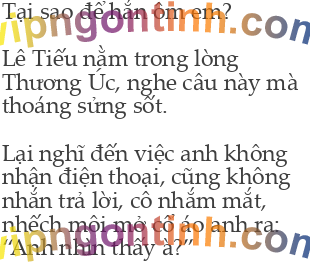 Tại sao để hắn ôm em?
vipngontinh.com
Lê Tiếu nằm trong lòng
Thương Úc, nghe câu này mà
thoáng sửng sốt.
Lại nghĩ đến việc anh không
nhận điện thoại, cũng không
nhắn trả lời, cô nhắm mắt,
nhếch môi mở cổ áo anh ra:
vipngontinh.com
“Anh nhìn thấy à?”